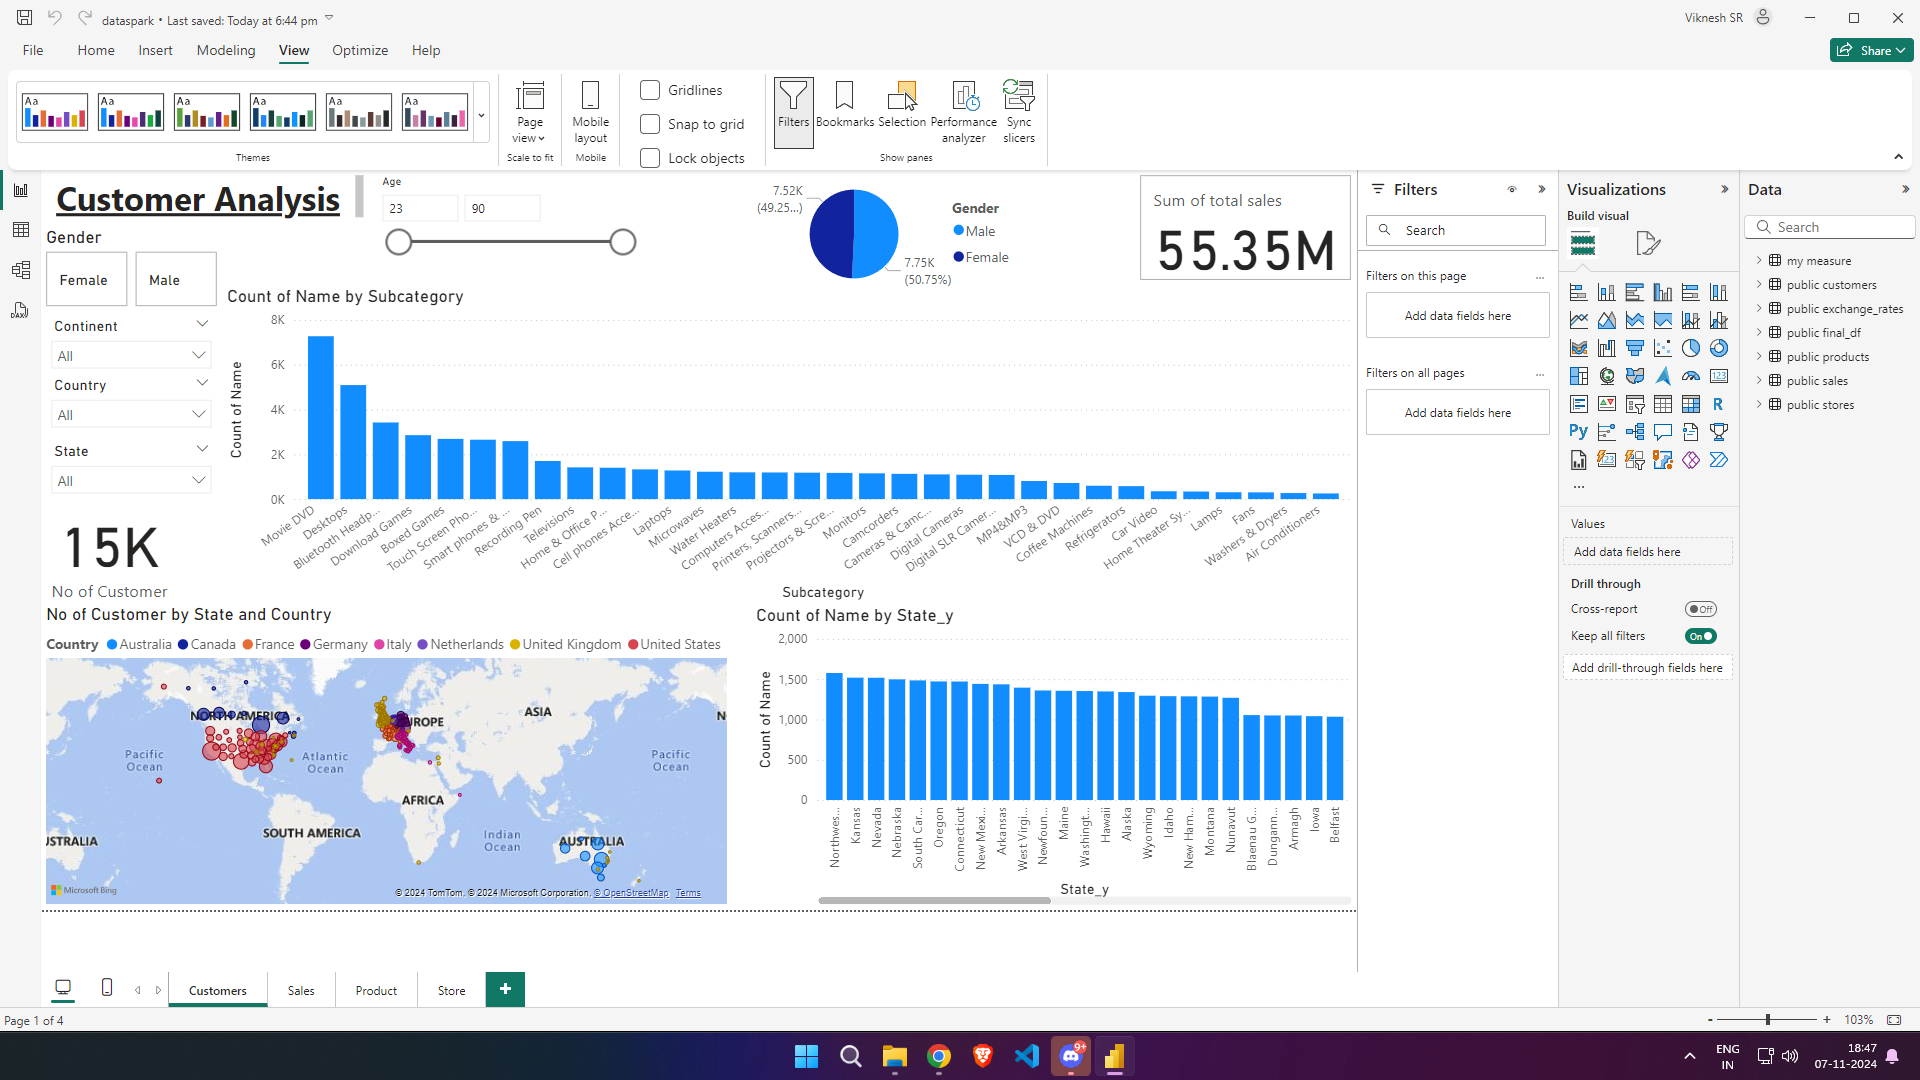 dataspark • Last saved: Today at 6:44 pm
Viknesh SR
File Home Insert Modeling View Optimize Help
Share
Aa Aa Aa Aa Aa Aa
Themes
Page view
Scale to fit
Mobile layout
Mobile
Gridlines
Snap to grid
Lock objects
Filters Bookmarks Selection Performance analyzer Sync slicers
Show panes
Customer Analysis
Age
23 90
Gender
Female Male
Continent
All
Country
All
State
All
15K
No of Customer
7.52K
(49.25...)
7.75K
(50.75%)
Gender
Male
Female
Sum of total sales
55.35M
Count of Name by Subcategory
Count of Name
8K
6K
4K
2K
0K
Movie DVD
Desktops
Bluetooth Headp...
Download Games
Boxed Games
Touch Screen Pho...
Smart phones & ...
Recording Pen
Televisions
Home & Office P...
Cell phones Acce...
Laptops
Microwaves
Water Heaters
Computers Acces...
Printers, Scanners...
Projectors & Scre...
Monitors
Camcorders
Cameras & Camc...
Digital Cameras
Digital SLR Camer...
MP4&MP3
VCD & DVD
Coffee Machines
Refrigerators
Car Video
Home Theater Sy...
Lamps
Fans
Washers & Dryers
Air Conditioners
Subcategory
No of Customer by State and Country
Country Australia Canada France Germany Italy Netherlands United Kingdom United States
NORTH AMERICA
EUROPE
ASIA
N
Pacific Ocean
Atlantic Ocean
Pacific Ocean
AFRICA
SOUTH AMERICA
Indian Ocean
AUSTRALIA
USTRALIA
Microsoft Bing
© 2024 TomTom, © 2024 Microsoft Corporation, © OpenStreetMap Terms
Count of Name by State_y
Count of Name
2,000
1,500
1,000
500
0
Northwes...
Kansas
Nevada
Nebraska
South Car...
Oregon
Connecticut
New Mexi...
Arkansas
West Virgi...
Newfoun...
Maine
Washingt...
Hawaii
Alaska
Wyoming
Idaho
New Ham...
Montana
Nunavut
Blaenau G...
Dungann...
Armagh
Iowa
Belfast
State_y
Filters
Search
Filters on this page ...
Add data fields here
Filters on all pages ...
Add data fields here
Visualizations
Build visual
123
R
Py
...
Values
Add data fields here
Drill through
Cross-report Off
Keep all filters On
Add drill-through fields here
Data
Search
my measure
public customers
public exchange_rates
public final_df
public products
public sales
public stores
Customers Sales Product Store +
Page 1 of 4
- + 103%
9+
ENG
IN
18:47
07-11-2024